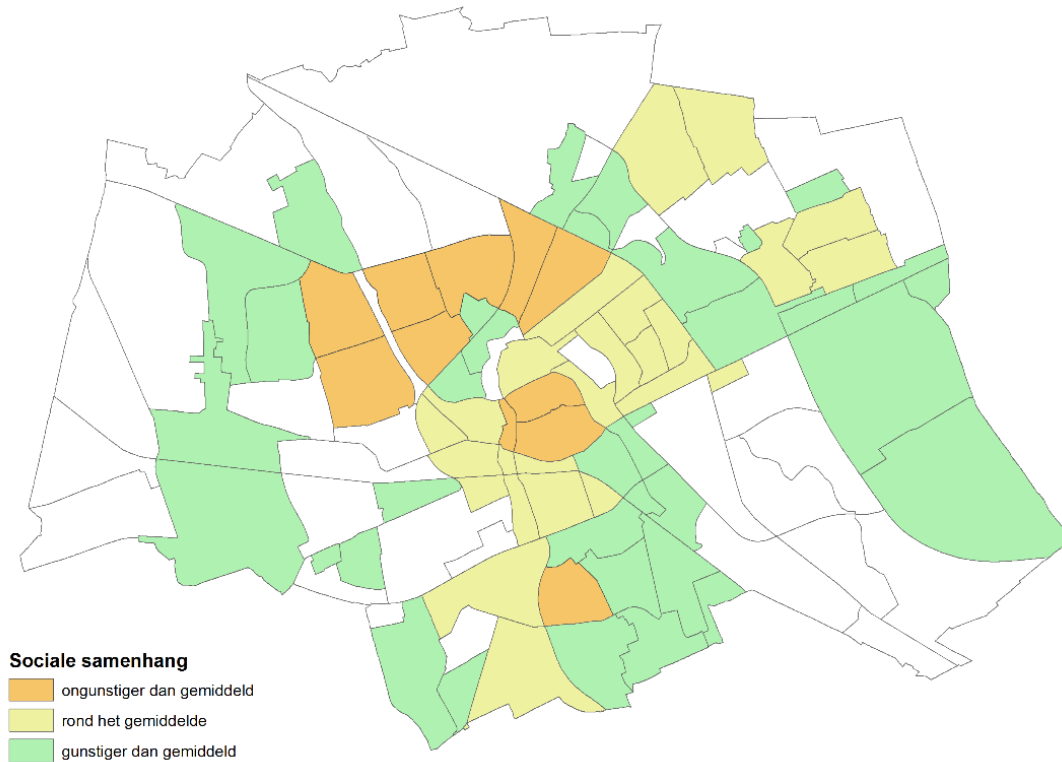 Sociale samenhang
ongunstiger dan gemiddeld
rond het gemiddelde
gunstiger dan gemiddeld